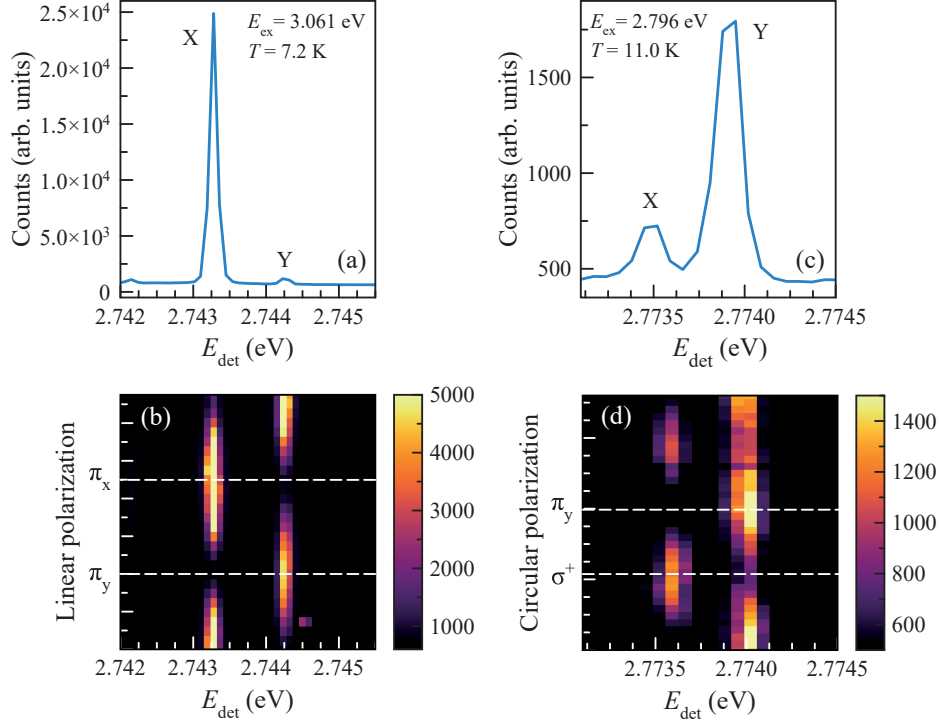 X
E_ex = 3.061 eV
T = 7.2 K
Y
(a)
Counts (arb. units)
2.5×10⁴
2.0×10⁴
1.5×10⁴
1.0×10⁴
5.0×10³
0
2.742 2.743 2.744 2.745
E_det (eV)
E_ex = 2.796 eV
T = 11.0 K
Y
X
(c)
Counts (arb. units)
1750
1250
1000
500
2.7735 2.7740 2.7745
E_det (eV)
(b)
Linear polarization
π_x
π_y
2.742 2.743 2.744 2.745
E_det (eV)
5000
4000
3000
2000
1000
(d)
Circular polarization
π_y
σ⁺
2.7735 2.7740 2.7745
E_det (eV)
1400
1200
1000
800
600